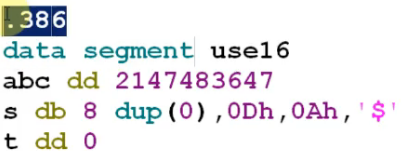 .386
data segment use16
abc dd 2147483647
s db 8 dup(0),0Dh,0Ah,'$'
t dd 0